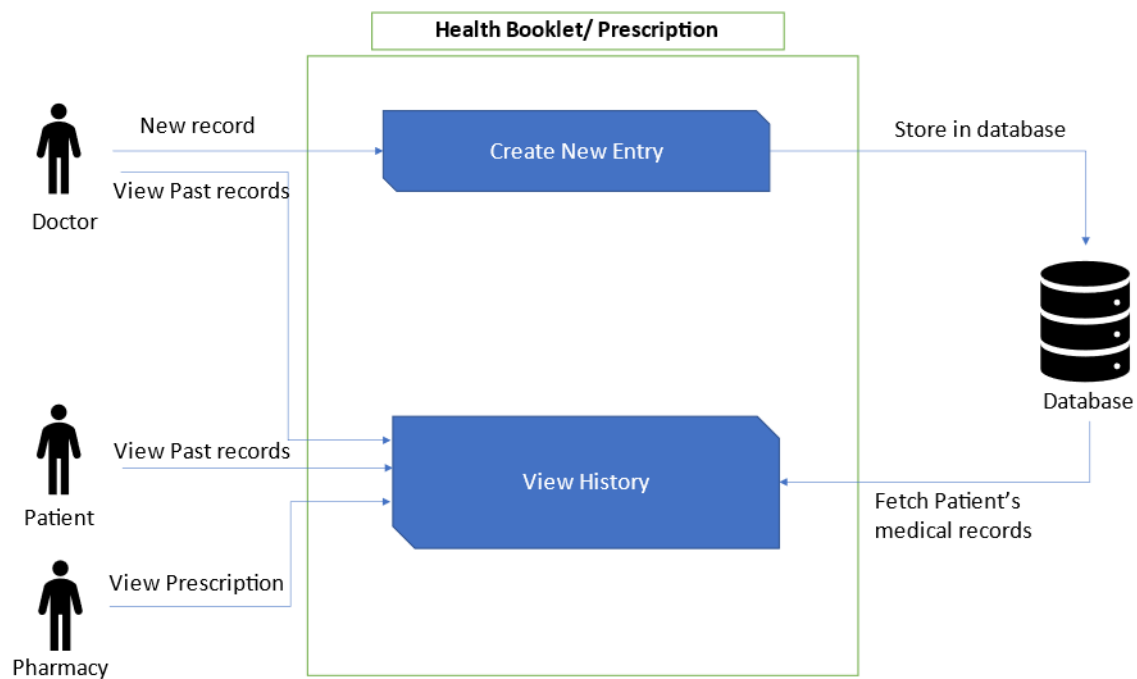 Health Booklet/ Prescription
New record
Create New Entry
Store in database
View Past records
Doctor
Database
View Past records
View History
Patient
Fetch Patient's
medical records
View Prescription
Pharmacy